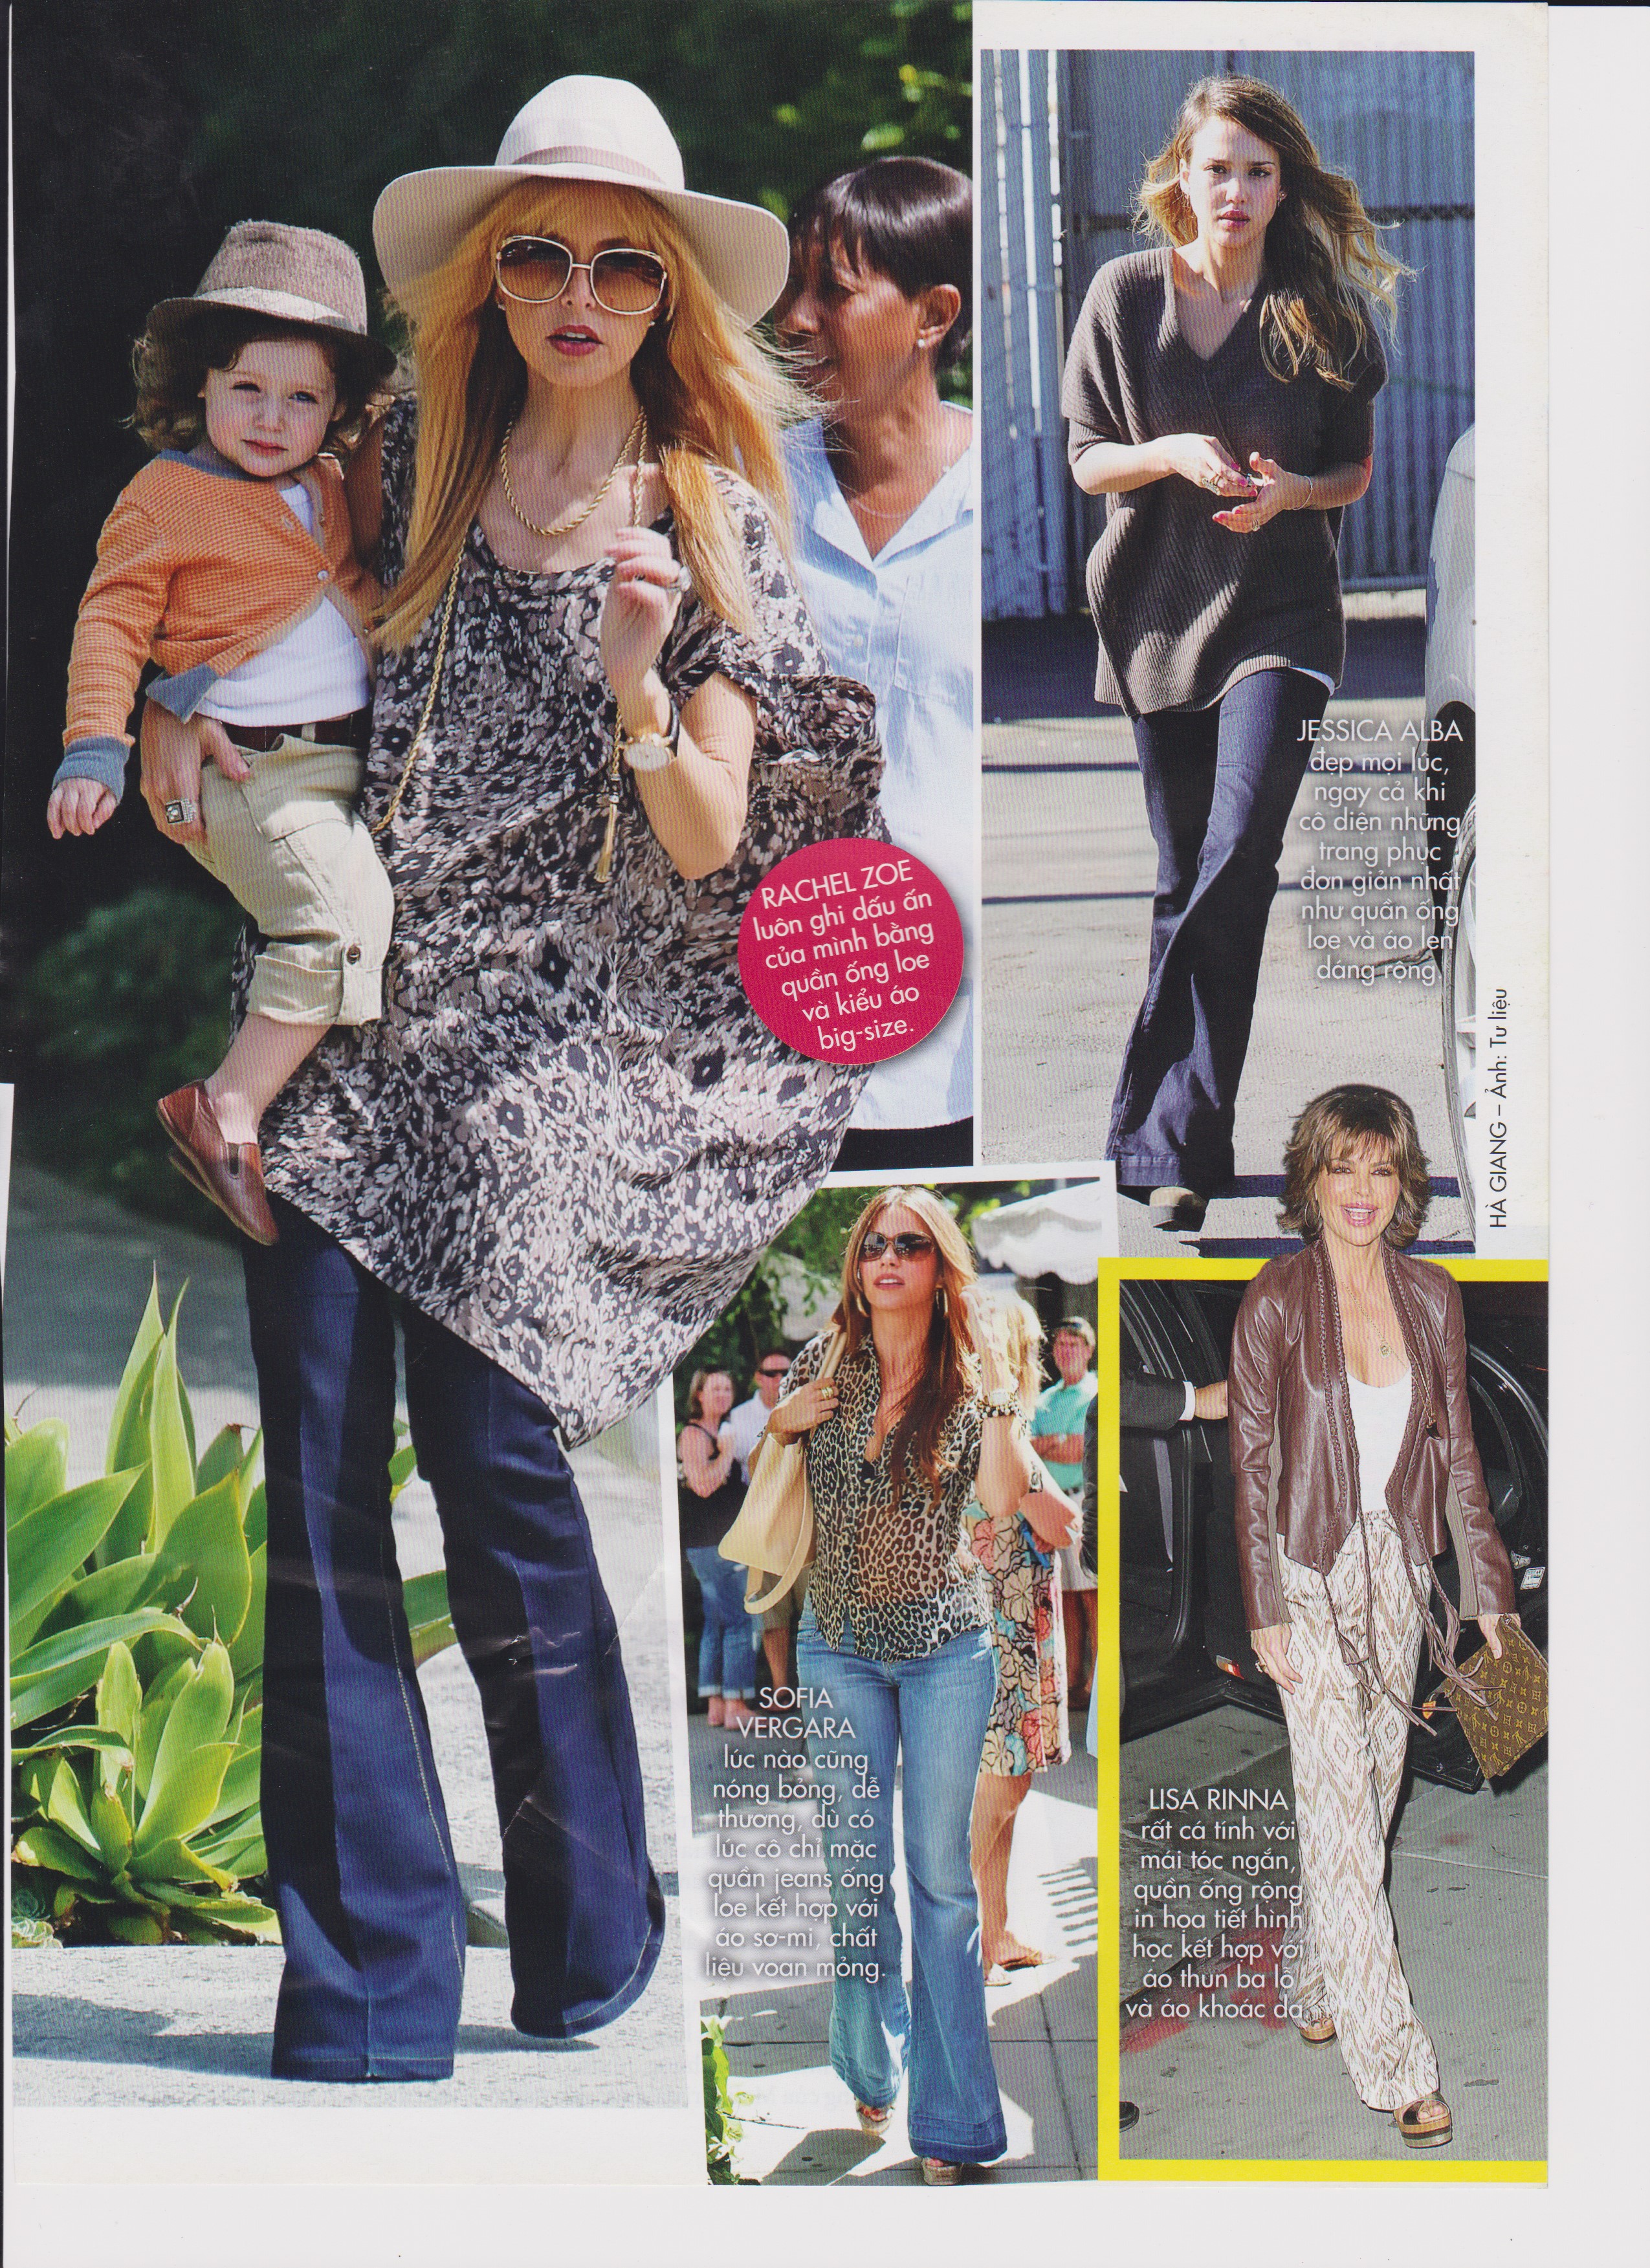 RACHEL ZOE
luôn ghi dấu ấn
của mình bằng
quần ống loe
và kiểu áo
big-size.
JESSICA ALBA
đẹp mọi lúc,
ngay cả khi
cô diện những
trang phục
đơn giản nhất
như quần ống
loe và áo len
dáng rộng.
HÀ GIANG – Ảnh: Tư liệu
SOFIA
VERGARA
lúc nào cũng
nóng bỏng, dễ
thương, dù có
lúc cô chỉ mặc
quần jeans ống
loe kết hợp với
áo sơ-mi, chất
liệu voan mỏng.
LISA RINNA
rất cá tính với
mái tóc ngắn,
quần ống rộng
in họa tiết hình
học kết hợp với
áo thun ba lỗ
và áo khoác da.